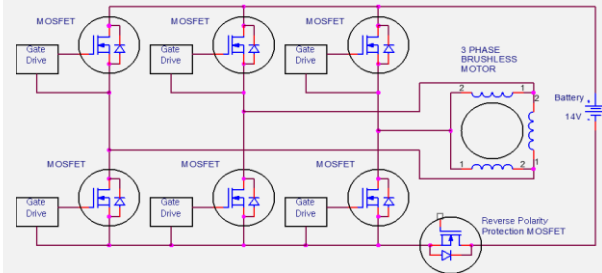 MOSFET
MOSFET
MOSFET
Gate
Drive
Gate
Drive
Gate
Drive
3 PHASE
BRUSHLESS
MOTOR
2
1
2
Battery
14V
1
2
1
MOSFET
MOSFET
MOSFET
Gate
Drive
Gate
Drive
Gate
Drive
Reverse Polarity
Protection MOSFET